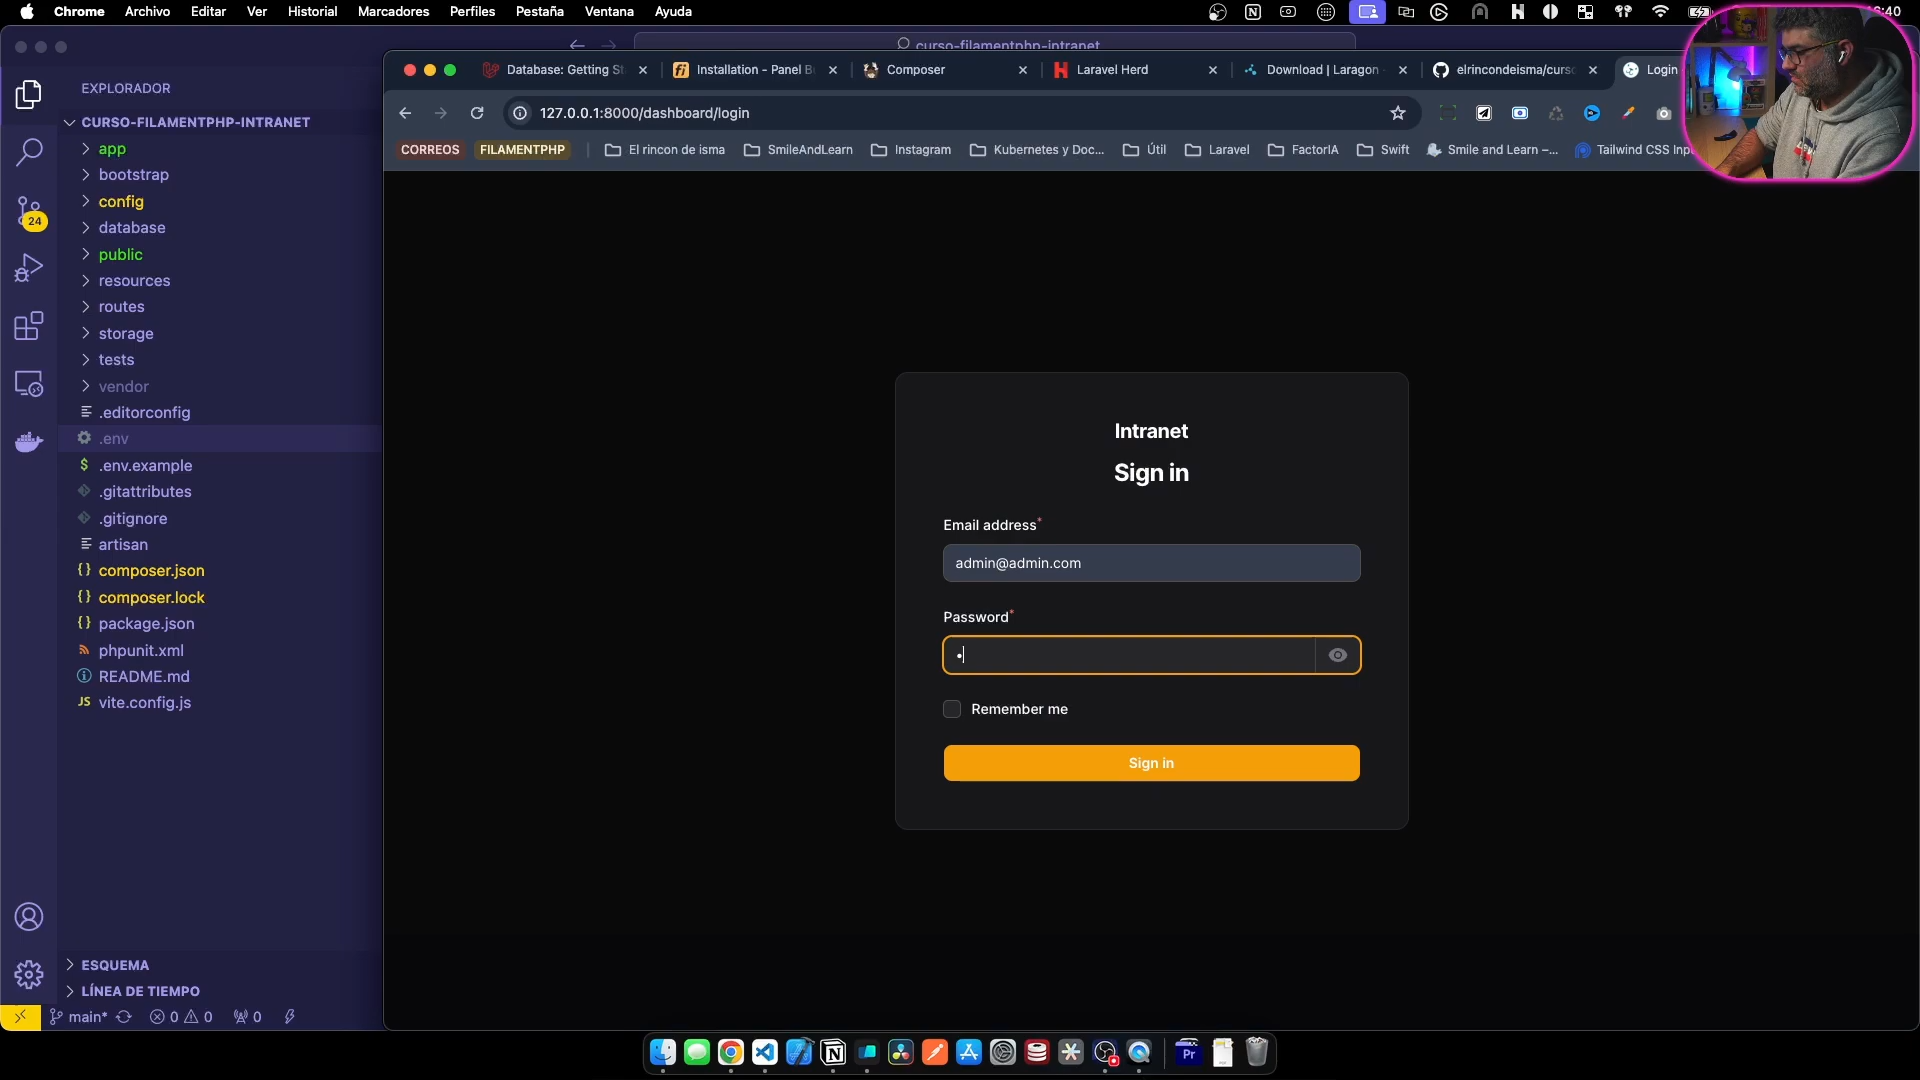 Chrome Archivo Editar Ver Historial Marcadores Perfiles Pestaña Ventana Ayuda
curso-filamentphp-intranet
EXPLORADOR
CURSO-FILAMENTPHP-INTRANET
app
bootstrap
config
database
public
resources
routes
storage
tests
vendor
.editorconfig
.env
.env.example
.gitattributes
.gitignore
artisan
composer.json
composer.lock
package.json
phpunit.xml
README.md
vite.config.js
24
ESQUEMA
LÍNEA DE TIEMPO
main* 0 0 0
Database: Getting St
Installation - Panel B
Composer
Laravel Herd
Download | Laragon
elrincondeisma/curs
Login
127.0.0.1:8000/dashboard/login
CORREOS FILAMENTPHP El rincon de isma SmileAndLearn Instagram Kubernetes y Doc... Útil Laravel FactorIA Swift Smile and Learn –... Tailwind CSS Inp
Intranet
Sign in
Email address*
admin@admin.com
Password*
Remember me
Sign in
Pr